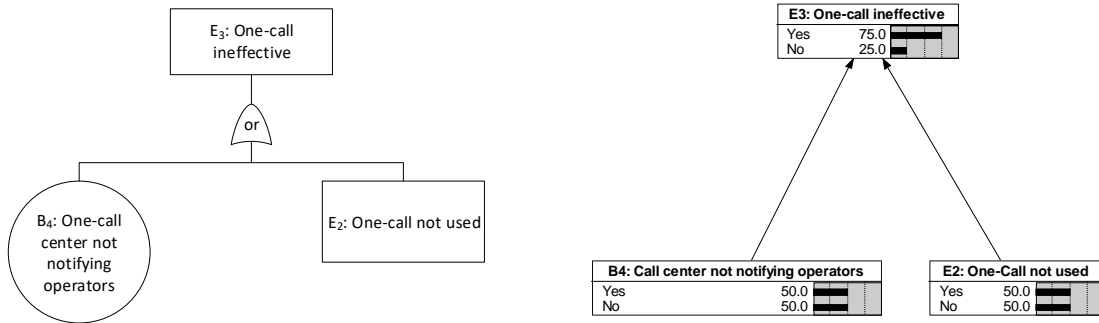 E3: One-call
ineffective
or
B4: One-call
center not
notifying
operators
E2: One-call not used
E3: One-call ineffective
Yes 75.0
No 25.0
B4: Call center not notifying operators
Yes 50.0
No 50.0
E2: One-Call not used
Yes 50.0
No 50.0